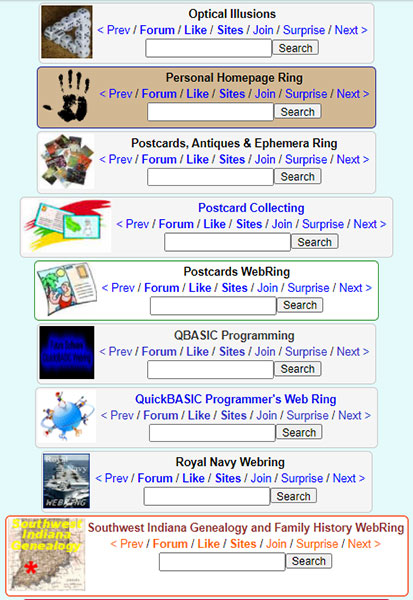 Optical Illusions
< Prev / Forum / Like / Sites / Join / Surprise / Next >
Search
Personal Homepage Ring
< Prev / Forum / Like / Sites / Join / Surprise / Next >
Search
Postcards, Antiques & Ephemera Ring
< Prev / Forum / Like / Sites / Join / Surprise / Next >
Search
Postcard Collecting
< Prev / Forum / Like / Sites / Join / Surprise / Next >
Search
Postcards WebRing
< Prev / Forum / Like / Sites / Join / Surprise / Next >
Search
QBASIC Programming
< Prev / Forum / Like / Sites / Join / Surprise / Next >
Search
QuickBASIC Programmer's Web Ring
< Prev / Forum / Like / Sites / Join / Surprise / Next >
Search
Royal Navy
WEBRING
Royal Navy Webring
< Prev / Forum / Like / Sites / Join / Surprise / Next >
Search
Southwest
Indiana
Genealogy
Southwest Indiana Genealogy and Family History WebRing
< Prev / Forum / Like / Sites / Join / Surprise / Next >
Search